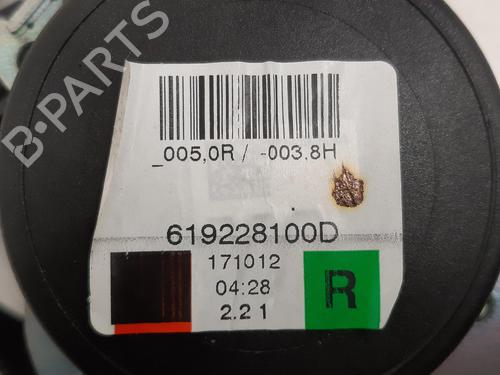 B-PARTS
_005,0R / -003,8H
619228100D
171012
04:28
2.2 1
R